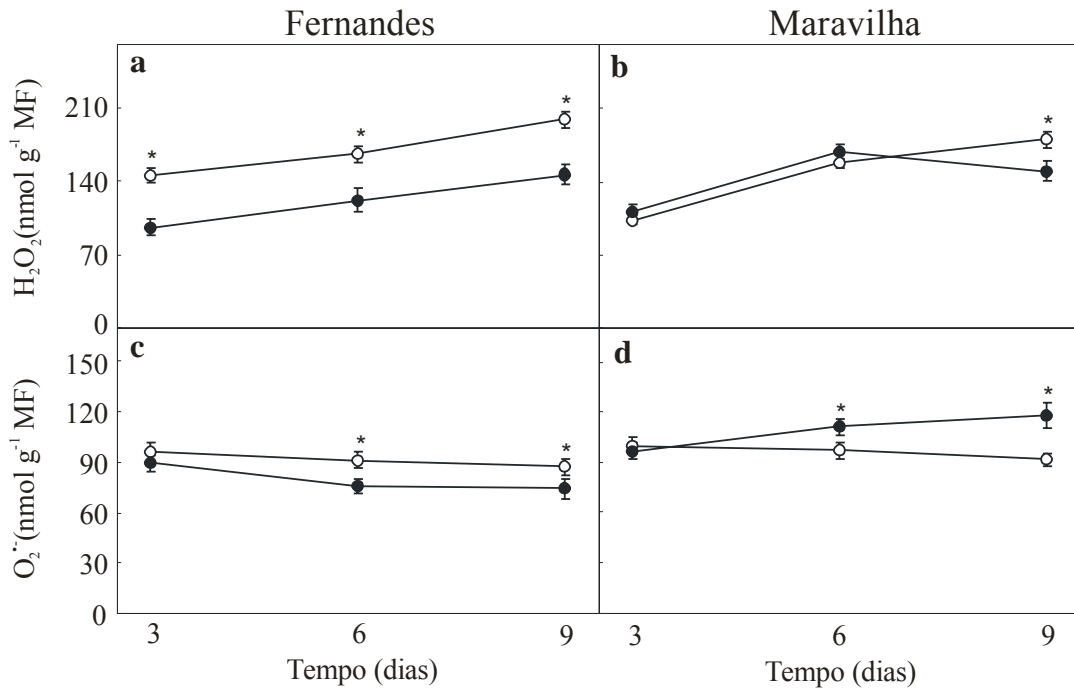 Fernandes Maravilha
a b
H₂O₂(nmol g⁻¹ MF)
210
140
70
0
* * *
*
c d
O₂•⁻(nmol g⁻¹ MF)
150
120
90
60
30
0
* *
* *
3 6 9 3 6 9
Tempo (dias) Tempo (dias)